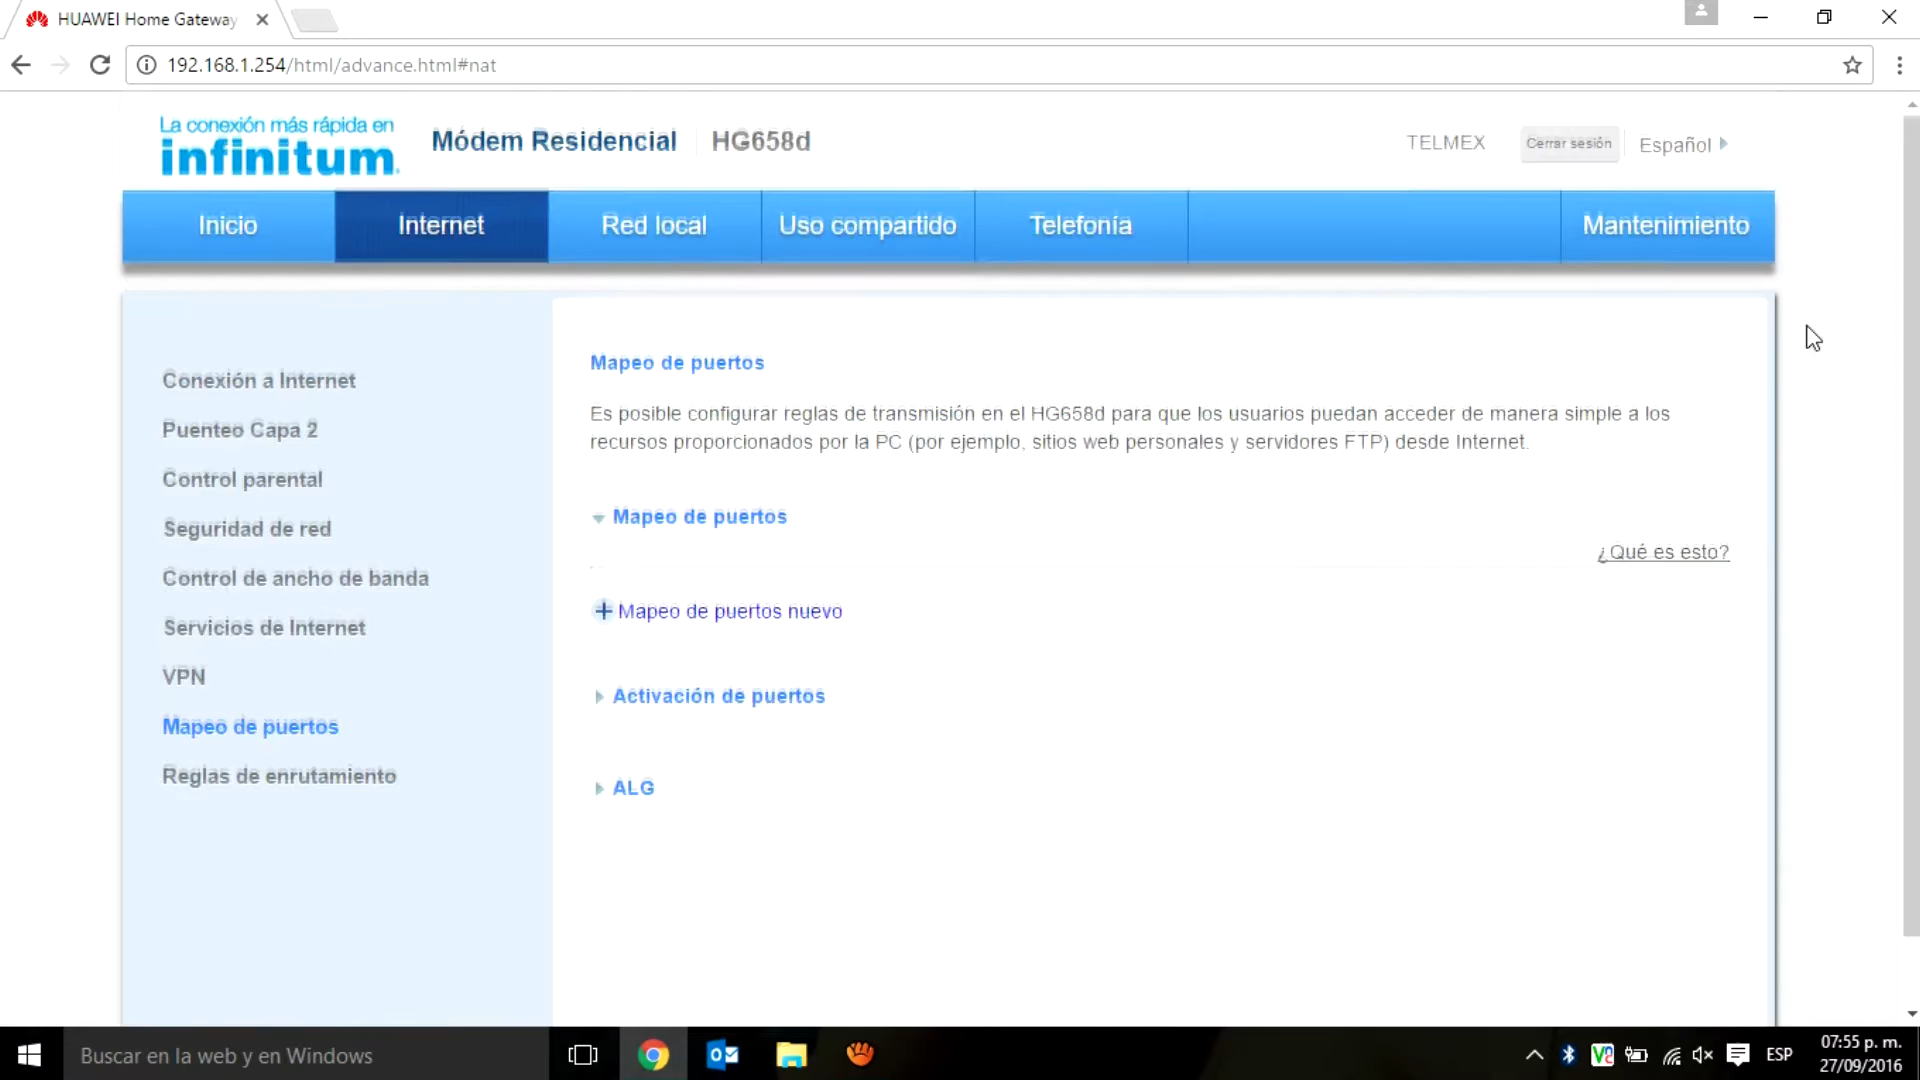 HUAWEI Home Gateway
192.168.1.254/html/advance.html#nat
La conexión más rápida en
infinitum.
Módem Residencial
HG658d
TELMEX
Cerrar sesión
Español
Inicio
Internet
Red local
Uso compartido
Telefonía
Mantenimiento
Conexión a Internet
Puenteo Capa 2
Control parental
Seguridad de red
Control de ancho de banda
Servicios de Internet
VPN
Mapeo de puertos
Reglas de enrutamiento
Mapeo de puertos
Es posible configurar reglas de transmisión en el HG658d para que los usuarios puedan acceder de manera simple a los
recursos proporcionados por la PC (por ejemplo, sitios web personales y servidores FTP) desde Internet.
Mapeo de puertos
¿Qué es esto?
Mapeo de puertos nuevo
Activación de puertos
ALG
Buscar en la web y en Windows
ESP
07:55 p. m.
27/09/2016